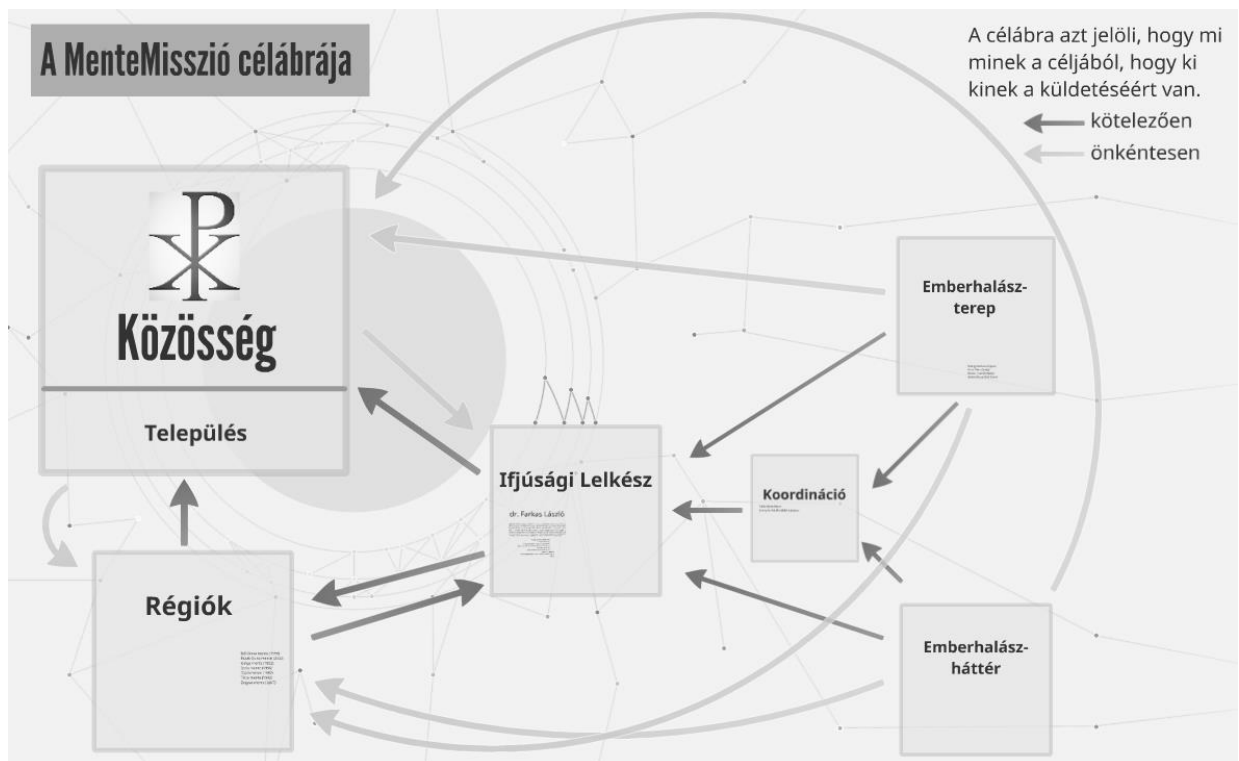 A MenteMisszió célábrája
A célábra azt jelöli, hogy mi
minek a céljából, hogy ki
kinek a küldetéséért van.
kötelezően
önkéntesen
Közösség
Település
Emberhalász-
terep
Ifjúsági Lelkész
dr. Farkas László
Koordináció
Régiók
Emberhalász-
háttér